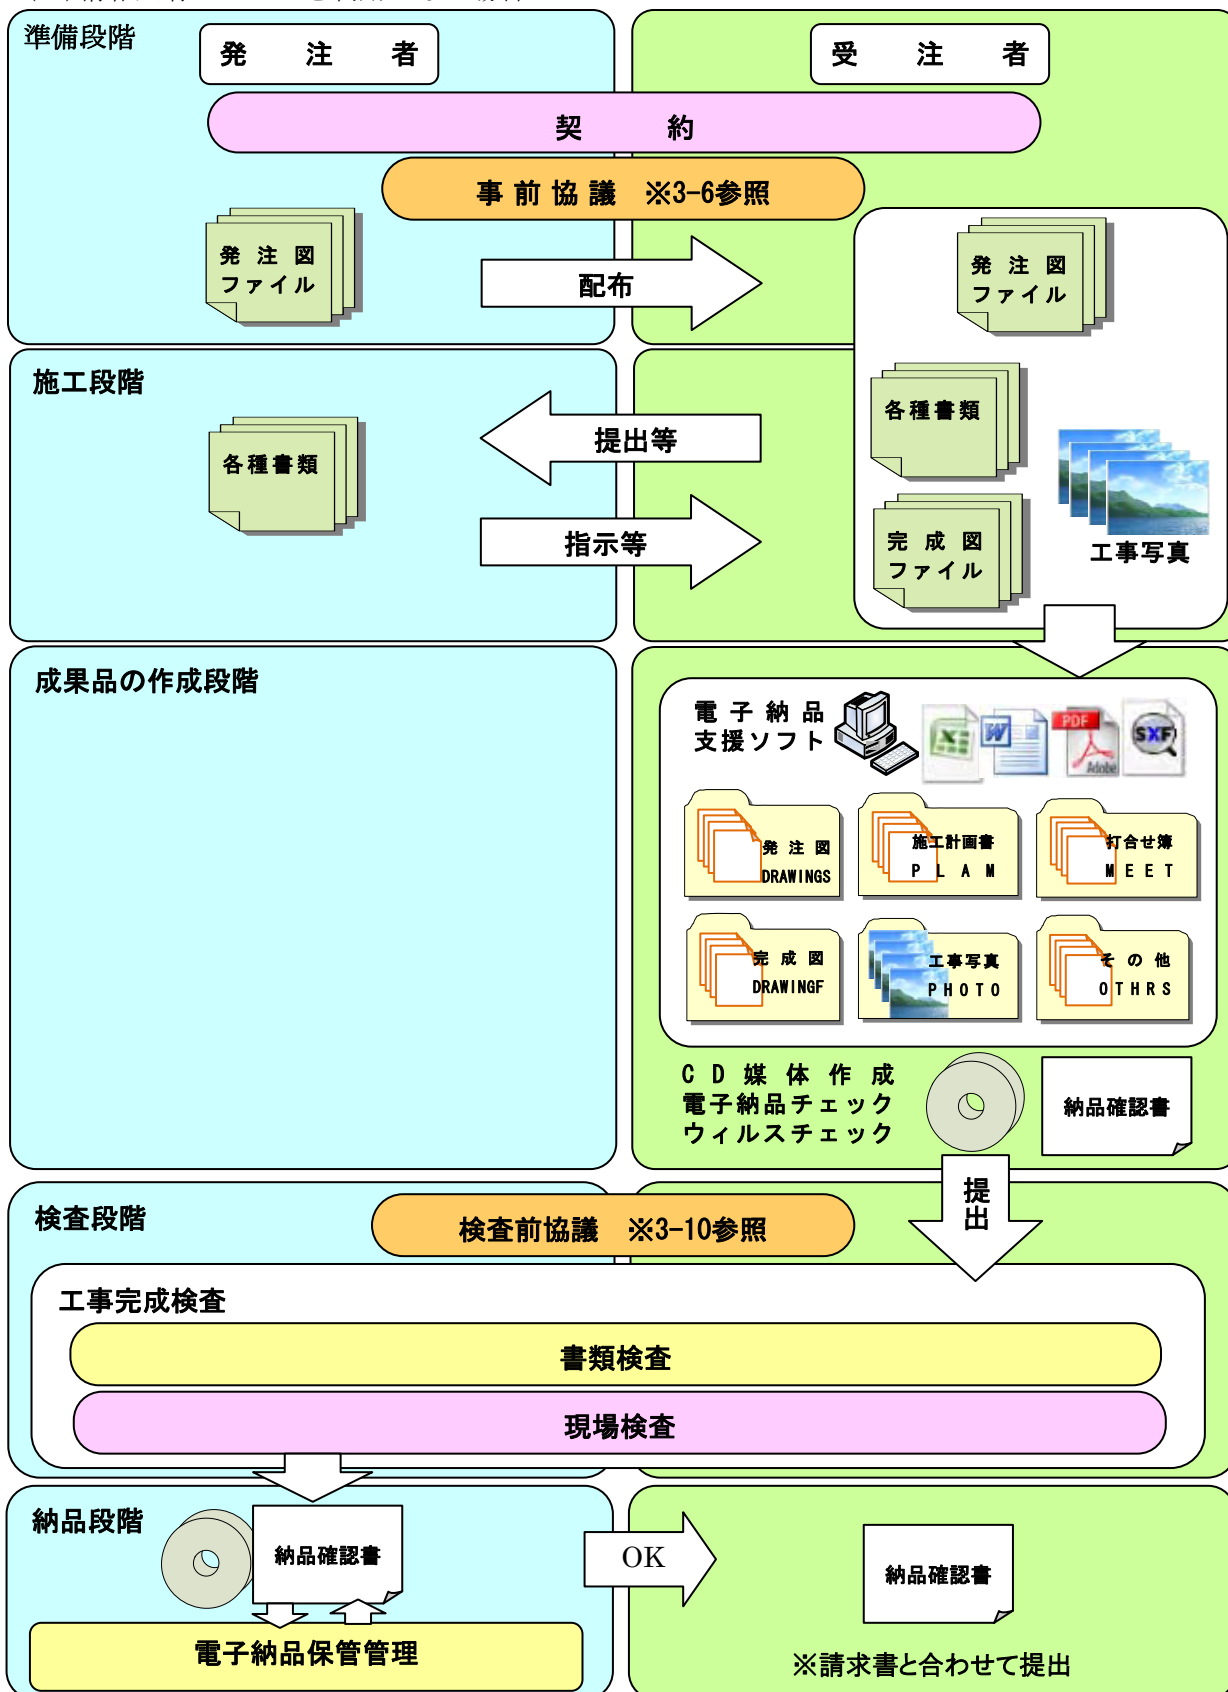 準備段階
発 注 者
受 注 者
契 約
事前協議 ※3-6参照
発注図
ファイル
配布
発注図
ファイル
施工段階
各種書類
提出等
指示等
各種書類
完成図
ファイル
工事写真
成果品の作成段階
電子納品
支援ソフト
PDF
Adobe
SXF
発注図
DRAWINGS
施工計画書
PLAM
打合せ簿
MEET
完成図
DRAWINGF
工事写真
PHOTO
その他
OTHRS
CD媒体作成
電子納品チェック
ウィルスチェック
納品確認書
提出
検査段階
検査前協議 ※3-10参照
工事完成検査
書類検査
現場検査
納品段階
納品確認書
OK
納品確認書
電子納品保管管理
※請求書と合わせて提出